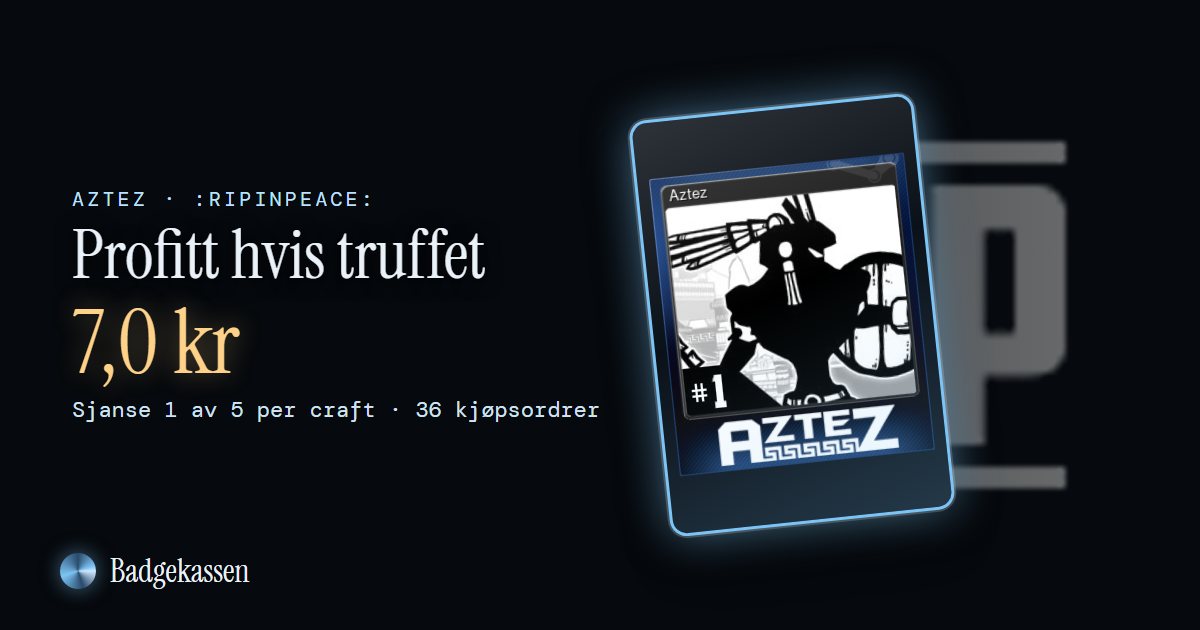 AZTEZ · :RIPINPEACE:
Profitt hvis truffet
7,0 kr
Sjanse 1 av 5 per craft · 36 kjøpsordrer
Badgekassen
Aztez
#1
AZTEZ
P